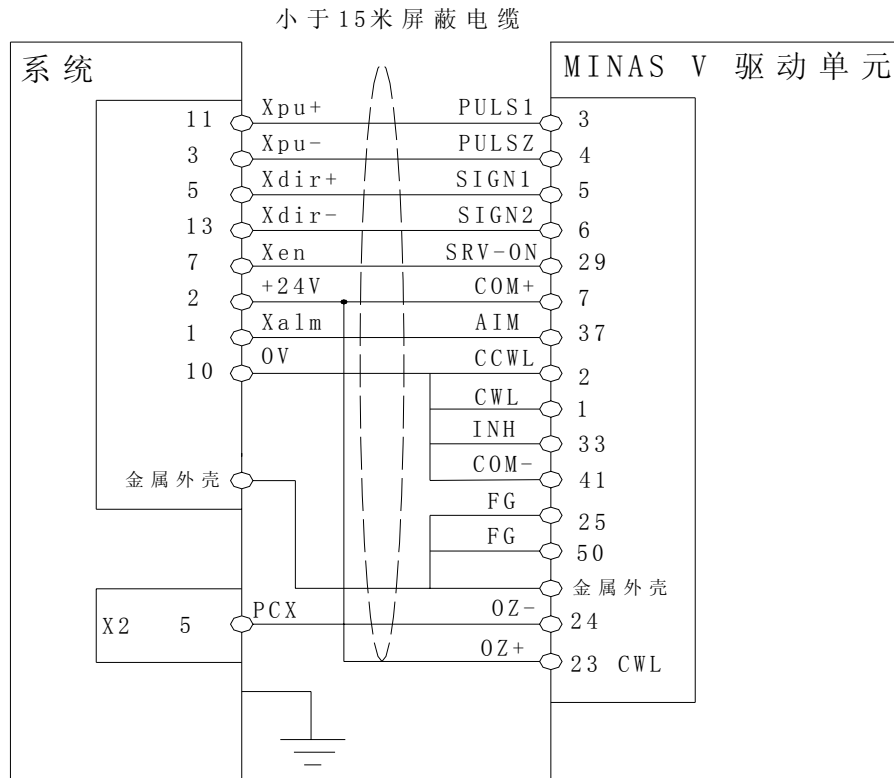 小于15米屏蔽电缆
系统
MINAS V 驱动单元
11 Xpu+ PULS1 3
3 Xpu- PULSZ 4
5 Xdir+ SIGN1 5
13 Xdir- SIGN2 6
7 Xen SRV-ON 29
2 +24V COM+ 7
1 Xalm AIM 37
10 0V CCWL 2
CWL 1
INH 33
COM- 41
金属外壳
FG 25
FG 50
金属外壳
X2 5 PCX OZ- 24
OZ+ 23 CWL